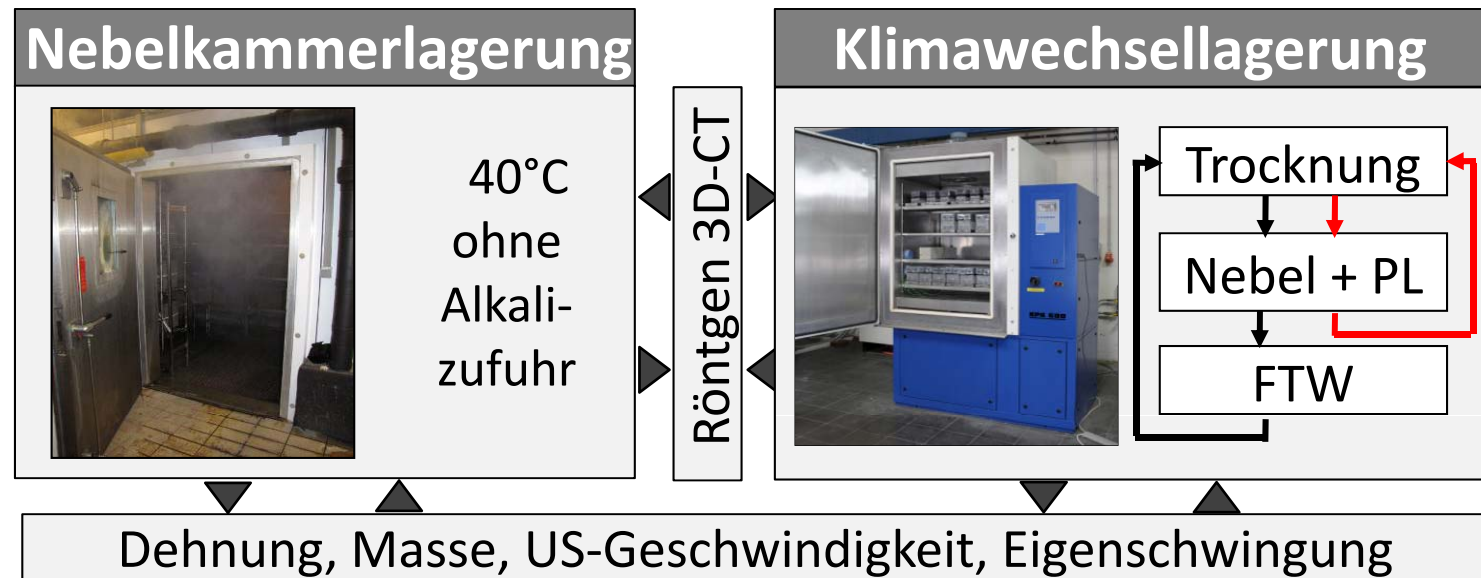 Nebelkammerlagerung
40°C
ohne
Alkali-
zufuhr
Röntgen 3D-CT
Klimawechsellagerung
Trocknung
Nebel + PL
FTW
Dehnung, Masse, US-Geschwindigkeit, Eigenschwingung